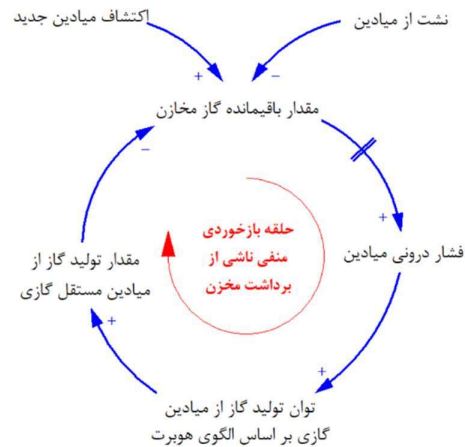 اکتشاف میادین جدید
نشت از میادین
+
−
مقدار باقیمانده گاز مخازن
−
+
حلقه بازخوردی
منفی ناشی از
برداشت مخزن
فشار درونی میادین
مقدار تولید گاز از
میادین مستقل گازی
+
+
توان تولید گاز از میادین
گازی بر اساس الگوی هوبرت